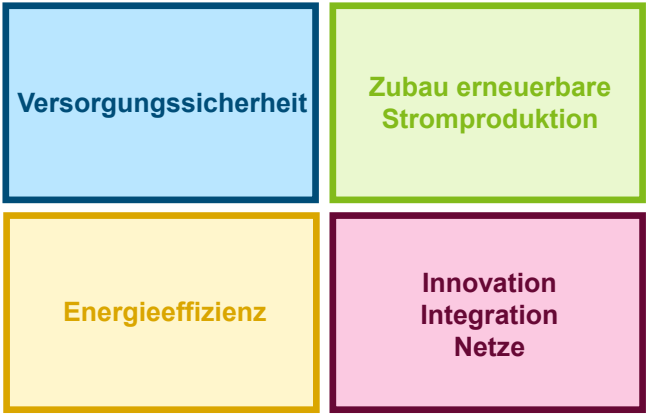 Versorgungssicherheit
Zubau erneuerbare
Stromproduktion
Energieeffizienz
Innovation
Integration
Netze